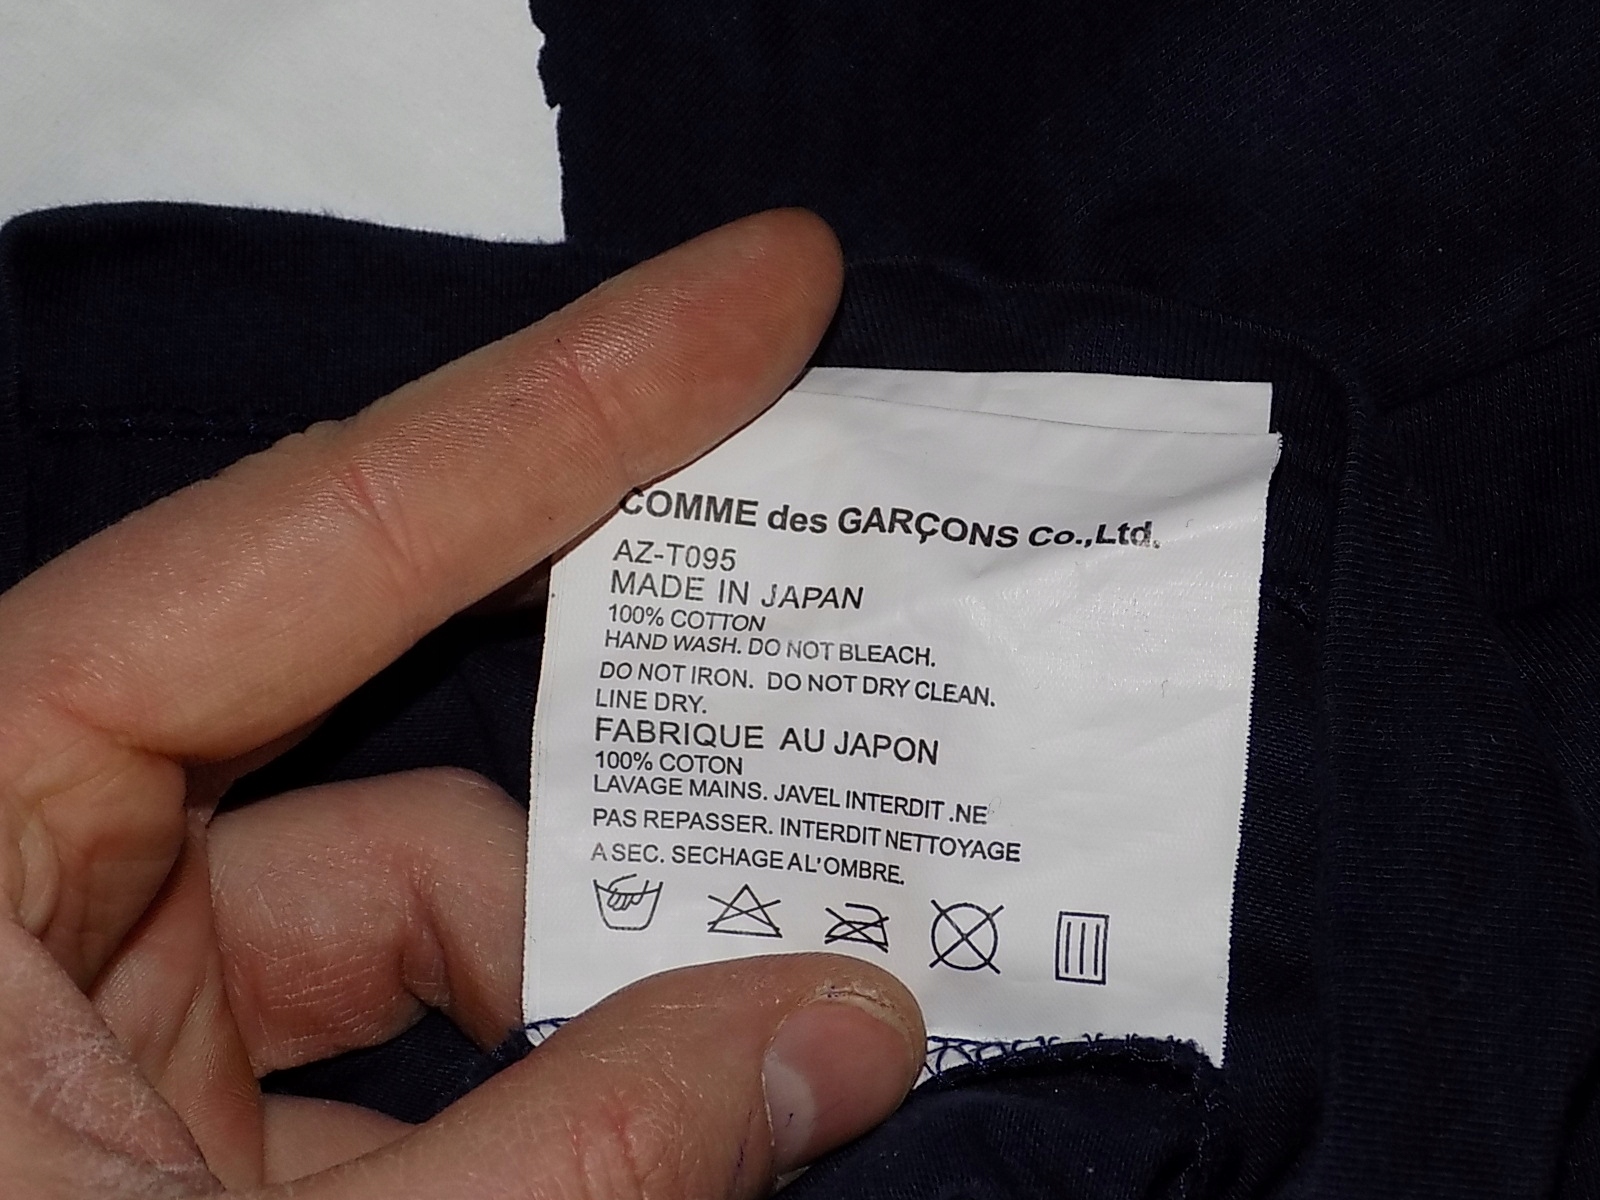 COMME des GARÇONS Co.,Ltd.
AZ-T095
MADE IN JAPAN
100% COTTON
HAND WASH. DO NOT BLEACH.
DO NOT IRON. DO NOT DRY CLEAN.
LINE DRY.
FABRIQUE AU JAPON
100% COTON
LAVAGE MAINS. JAVEL INTERDIT .NE
PAS REPASSER. INTERDIT NETTOYAGE
A SEC. SECHAGE A L'OMBRE.